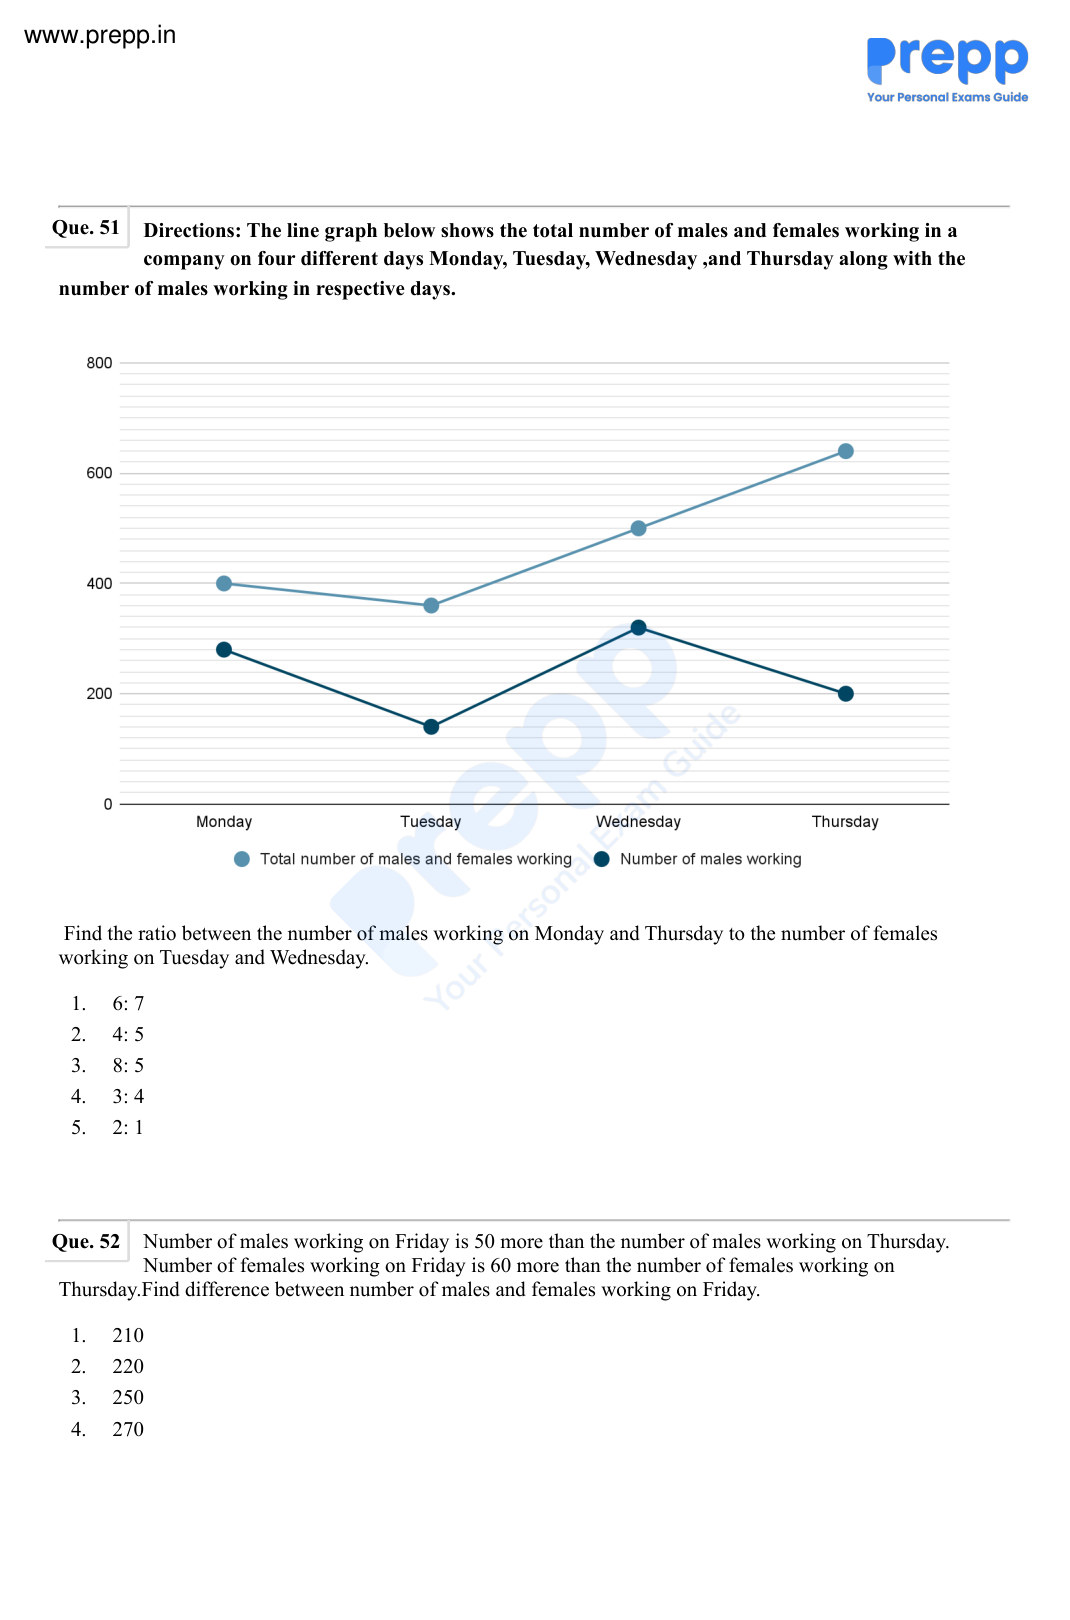 www.prepp.in
prepp
Your Personal Exams Guide
Que. 51 Directions: The line graph below shows the total number of males and females working in a
company on four different days Monday, Tuesday, Wednesday ,and Thursday along with the
number of males working in respective days.
800
600
400
200
0
Monday Tuesday Wednesday Thursday
Total number of males and females working Number of males working
prepp
Your Personal Exam Guide
Find the ratio between the number of males working on Monday and Thursday to the number of females
working on Tuesday and Wednesday.
1. 6: 7
2. 4: 5
3. 8: 5
4. 3: 4
5. 2: 1
Que. 52 Number of males working on Friday is 50 more than the number of males working on Thursday.
Number of females working on Friday is 60 more than the number of females working on
Thursday.Find difference between number of males and females working on Friday.
1. 210
2. 220
3. 250
4. 270